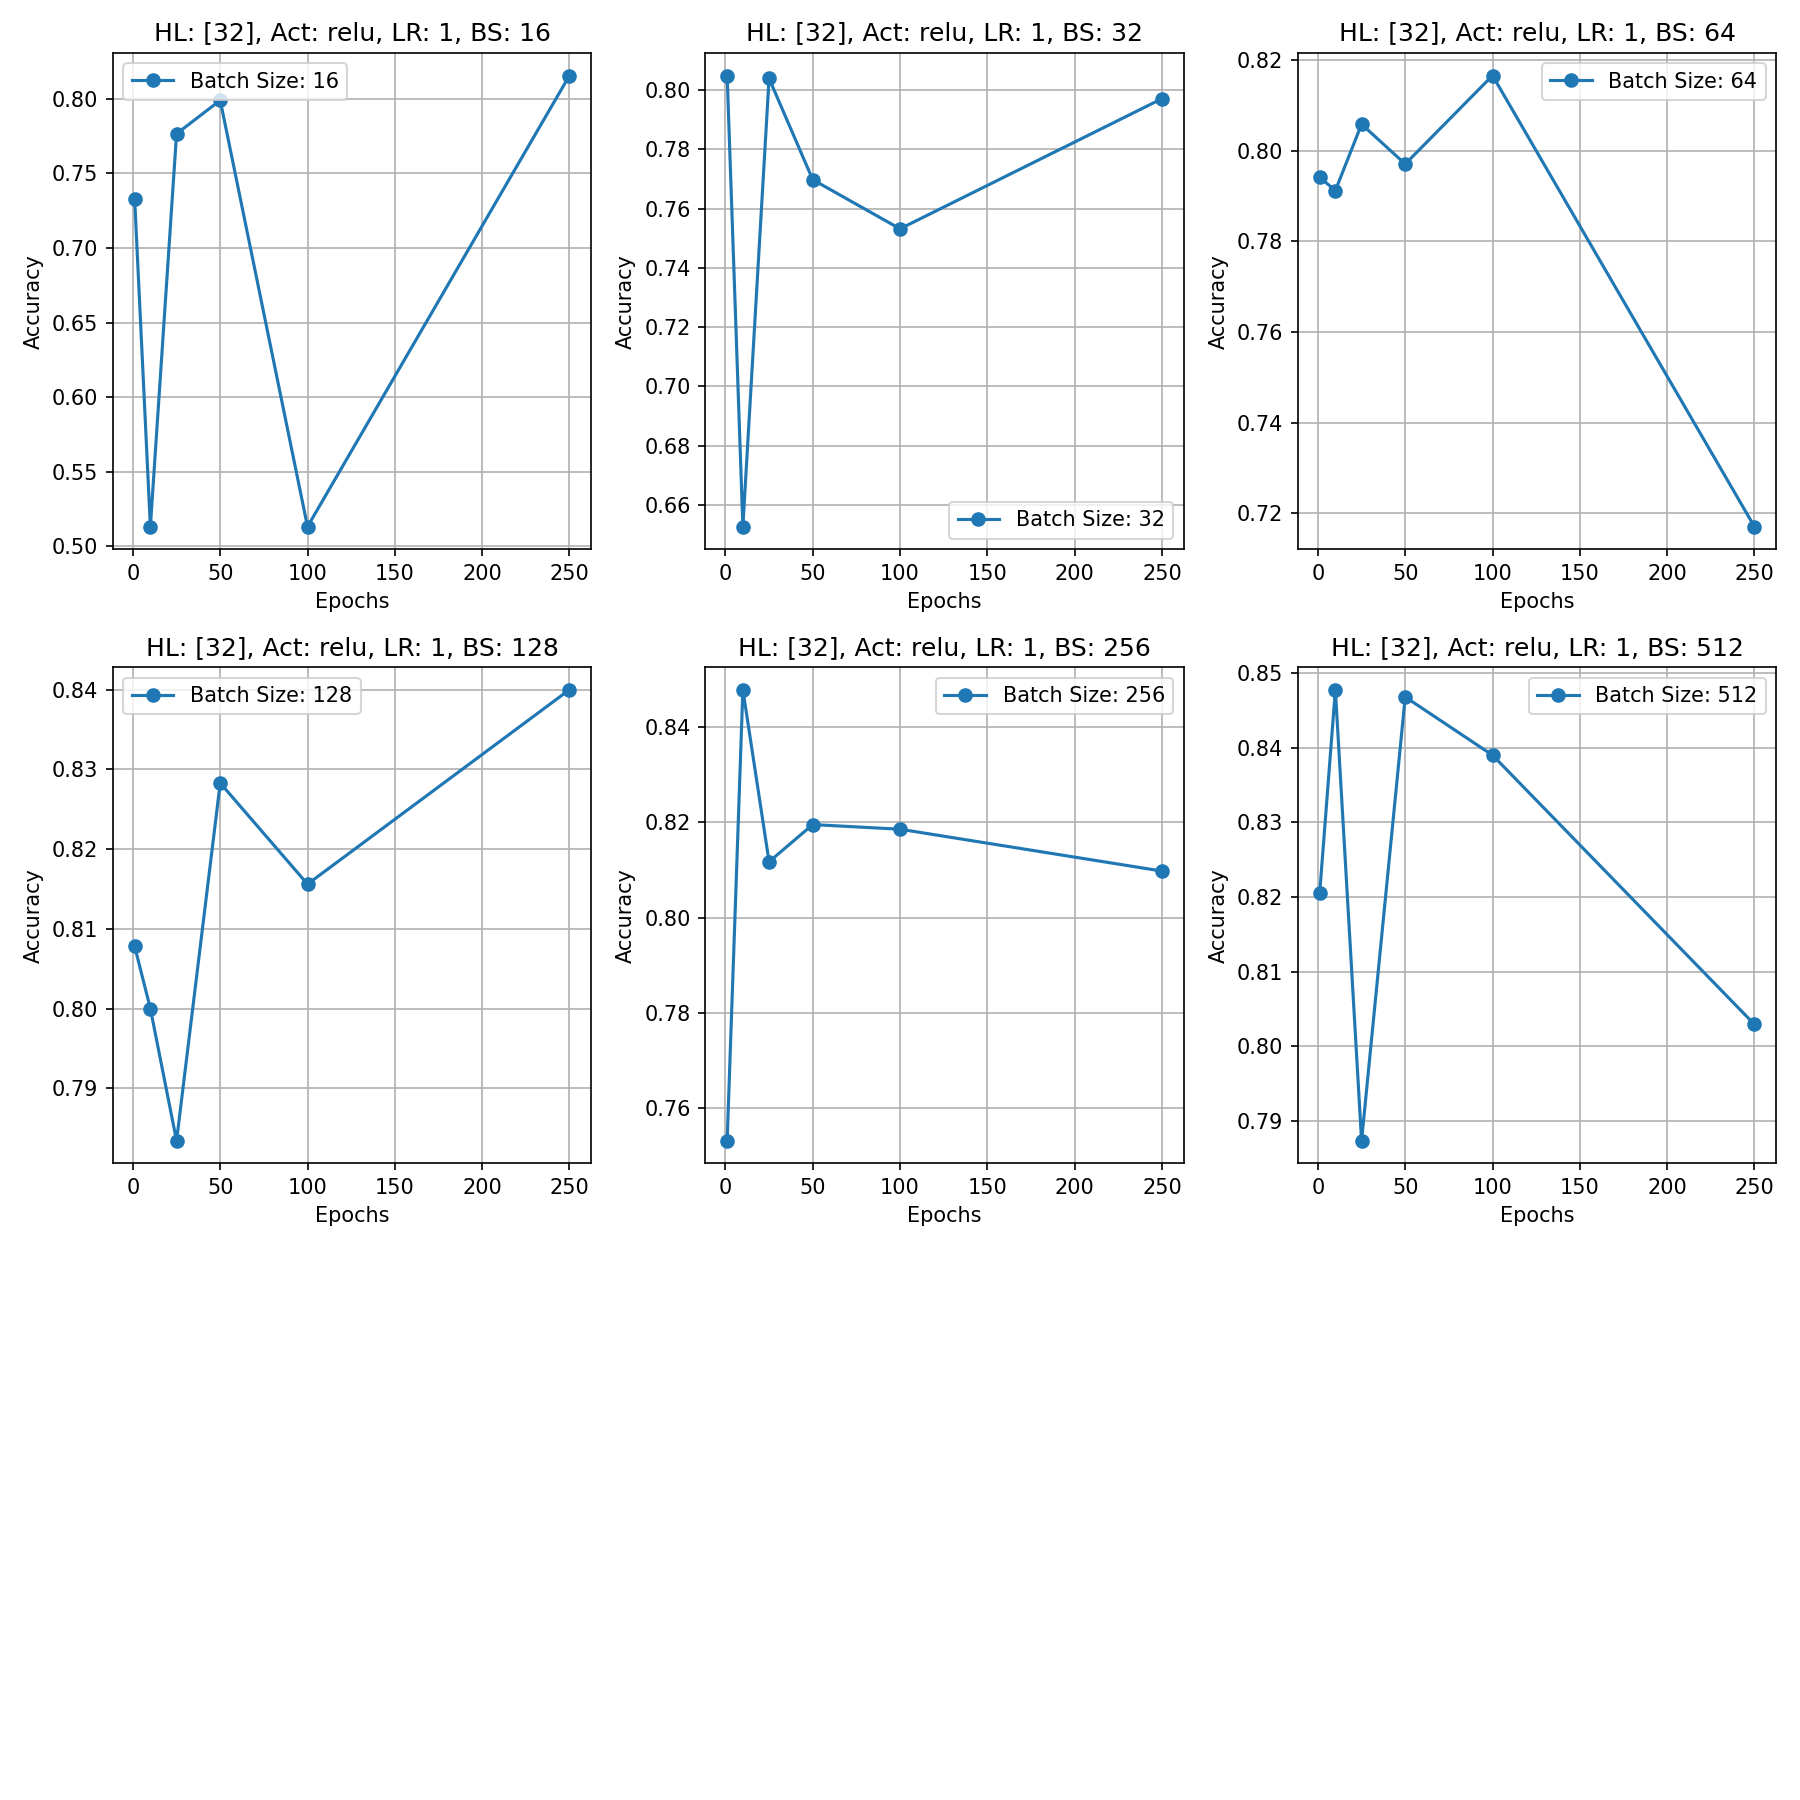 HL: [32], Act: relu, LR: 1, BS: 16
Batch Size: 16
Accuracy
0.80
0.75
0.70
0.65
0.60
0.55
0.50
0 50 100 150 200 250
Epochs
HL: [32], Act: relu, LR: 1, BS: 32
Accuracy
0.80
0.78
0.76
0.74
0.72
0.70
0.68
0.66
Batch Size: 32
0 50 100 150 200 250
Epochs
HL: [32], Act: relu, LR: 1, BS: 64
Batch Size: 64
Accuracy
0.82
0.80
0.78
0.76
0.74
0.72
0 50 100 150 200 250
Epochs
HL: [32], Act: relu, LR: 1, BS: 128
Batch Size: 128
Accuracy
0.84
0.83
0.82
0.81
0.80
0.79
0 50 100 150 200 250
Epochs
HL: [32], Act: relu, LR: 1, BS: 256
Batch Size: 256
Accuracy
0.84
0.82
0.80
0.78
0.76
0 50 100 150 200 250
Epochs
HL: [32], Act: relu, LR: 1, BS: 512
Batch Size: 512
Accuracy
0.85
0.84
0.83
0.82
0.81
0.80
0.79
0 50 100 150 200 250
Epochs